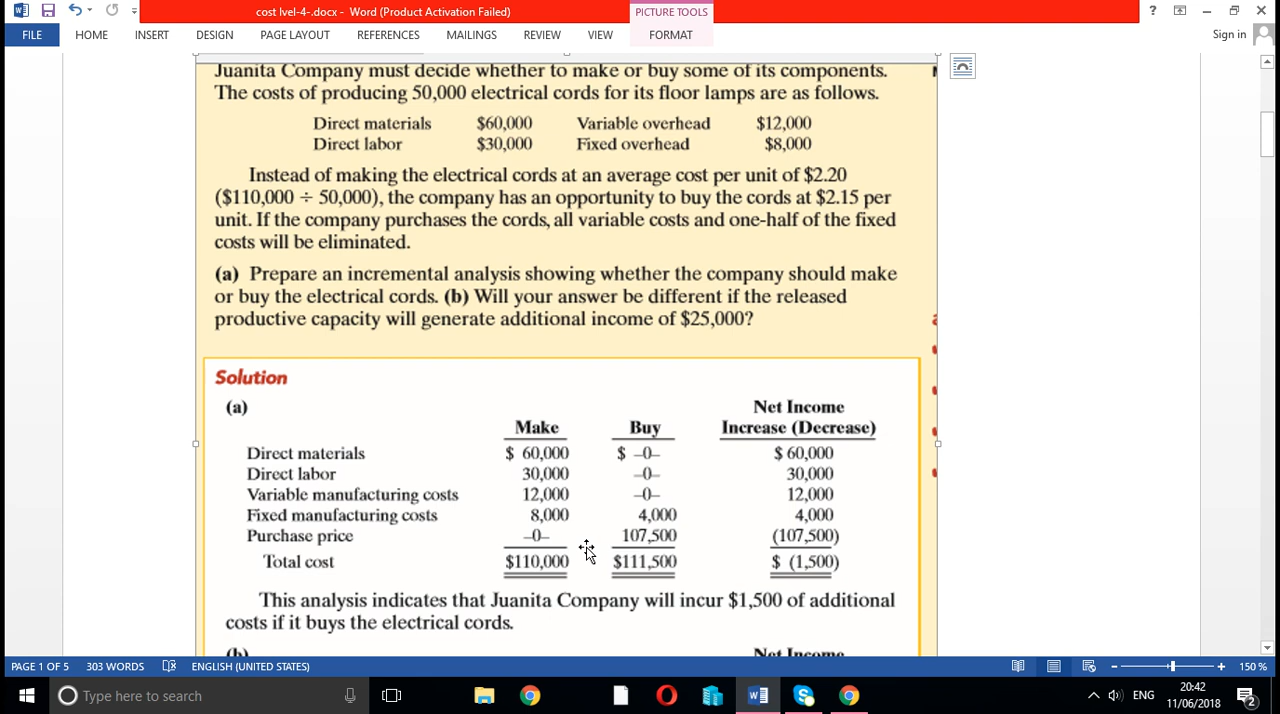 cost lvel-4-.docx - Word (Product Activation Failed)
PICTURE TOOLS
?
FILE HOME INSERT DESIGN PAGE LAYOUT REFERENCES MAILINGS REVIEW VIEW FORMAT Sign in
Juanita Company must decide whether to make or buy some of its components.
The costs of producing 50,000 electrical cords for its floor lamps are as follows.
Direct materials $60,000 Variable overhead $12,000
Direct labor $30,000 Fixed overhead $8,000
Instead of making the electrical cords at an average cost per unit of $2.20
($110,000 ÷ 50,000), the company has an opportunity to buy the cords at $2.15 per
unit. If the company purchases the cords, all variable costs and one-half of the fixed
costs will be eliminated.
(a) Prepare an incremental analysis showing whether the company should make
or buy the electrical cords. (b) Will your answer be different if the released
productive capacity will generate additional income of $25,000?
Solution
(a) Net Income
Make Buy Increase (Decrease)
Direct materials $ 60,000 $ –0– $ 60,000
Direct labor 30,000 –0– 30,000
Variable manufacturing costs 12,000 –0– 12,000
Fixed manufacturing costs 8,000 4,000 4,000
Purchase price –0– 107,500 (107,500)
Total cost $110,000 $111,500 $ (1,500)
This analysis indicates that Juanita Company will incur $1,500 of additional
costs if it buys the electrical cords.
(b) Net Income
PAGE 1 OF 5 303 WORDS ENGLISH (UNITED STATES) 150 %
Type here to search ENG 20:42
11/06/2018 2